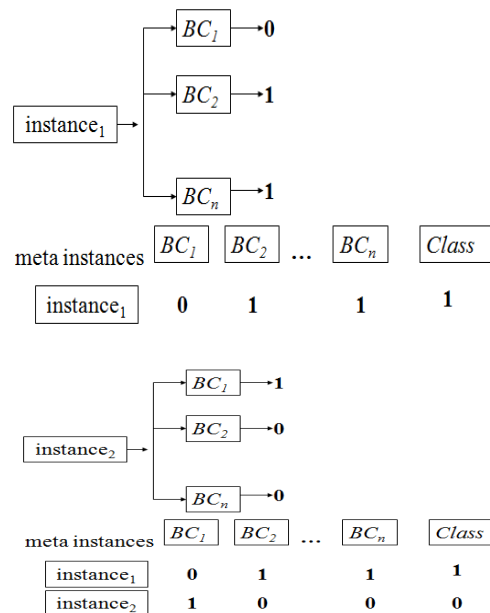 BC₁ 0
BC₂ 1
instance₁
BCₙ 1
meta instances BC₁ BC₂ ... BCₙ Class
instance₁ 0 1 1 1
BC₁ 1
BC₂ 0
instance₂
BCₙ 0
meta instances BC₁ BC₂ ... BCₙ Class
instance₁ 0 1 1 1
instance₂ 1 0 0 0